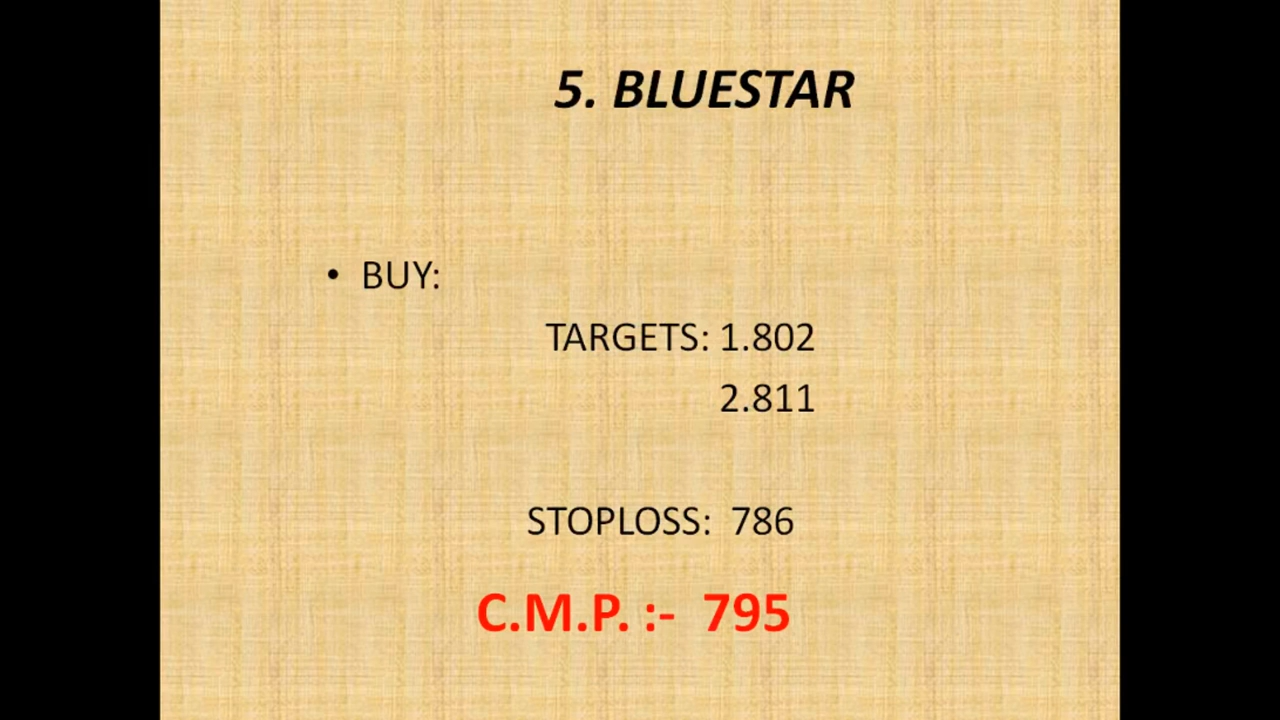 5. BLUESTAR
• BUY:
TARGETS: 1.802
2.811
STOPLOSS: 786
C.M.P. :- 795